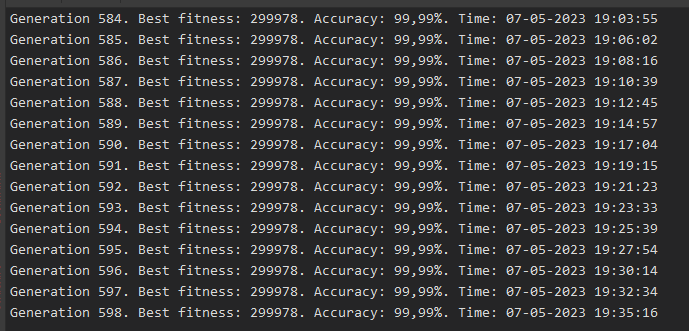 Generation 584. Best fitness: 299978. Accuracy: 99,99%. Time: 07-05-2023 19:03:55
Generation 585. Best fitness: 299978. Accuracy: 99,99%. Time: 07-05-2023 19:06:02
Generation 586. Best fitness: 299978. Accuracy: 99,99%. Time: 07-05-2023 19:08:16
Generation 587. Best fitness: 299978. Accuracy: 99,99%. Time: 07-05-2023 19:10:39
Generation 588. Best fitness: 299978. Accuracy: 99,99%. Time: 07-05-2023 19:12:45
Generation 589. Best fitness: 299978. Accuracy: 99,99%. Time: 07-05-2023 19:14:57
Generation 590. Best fitness: 299978. Accuracy: 99,99%. Time: 07-05-2023 19:17:04
Generation 591. Best fitness: 299978. Accuracy: 99,99%. Time: 07-05-2023 19:19:15
Generation 592. Best fitness: 299978. Accuracy: 99,99%. Time: 07-05-2023 19:21:23
Generation 593. Best fitness: 299978. Accuracy: 99,99%. Time: 07-05-2023 19:23:33
Generation 594. Best fitness: 299978. Accuracy: 99,99%. Time: 07-05-2023 19:25:39
Generation 595. Best fitness: 299978. Accuracy: 99,99%. Time: 07-05-2023 19:27:54
Generation 596. Best fitness: 299978. Accuracy: 99,99%. Time: 07-05-2023 19:30:14
Generation 597. Best fitness: 299978. Accuracy: 99,99%. Time: 07-05-2023 19:32:34
Generation 598. Best fitness: 299978. Accuracy: 99,99%. Time: 07-05-2023 19:35:16